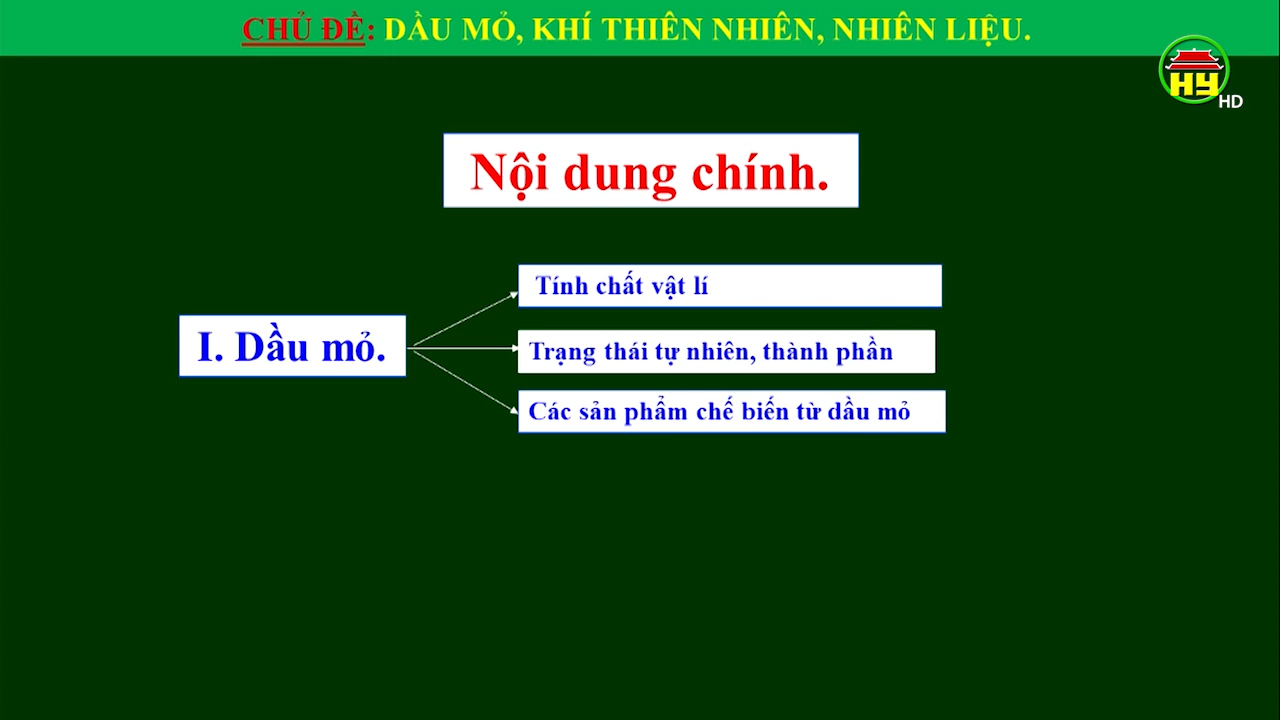 CHỦ ĐỀ: DẦU MỎ, KHÍ THIÊN NHIÊN, NHIÊN LIỆU.
HY
HD
Nội dung chính.
Tính chất vật lí
I. Dầu mỏ.
Trạng thái tự nhiên, thành phần
Các sản phẩm chế biến từ dầu mỏ